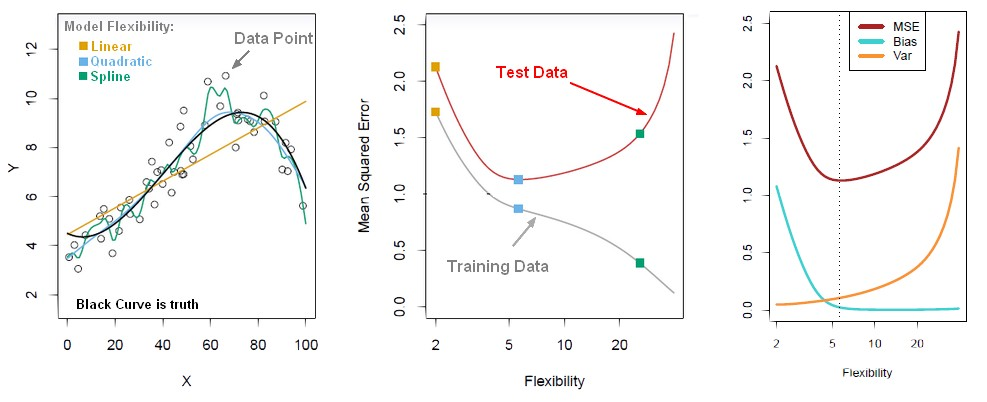 Model Flexibility:
Linear
Quadratic
Spline
Data Point
Black Curve is truth
Y
12
10
8
6
4
2
0 20 40 60 80 100
X
Test Data
Training Data
Mean Squared Error
2.5
2.0
1.5
1.0
0.5
0.0
2 5 10 20
Flexibility
MSE
Bias
Var
2.5
2.0
1.5
1.0
0.5
0.0
2 5 10 20
Flexibility